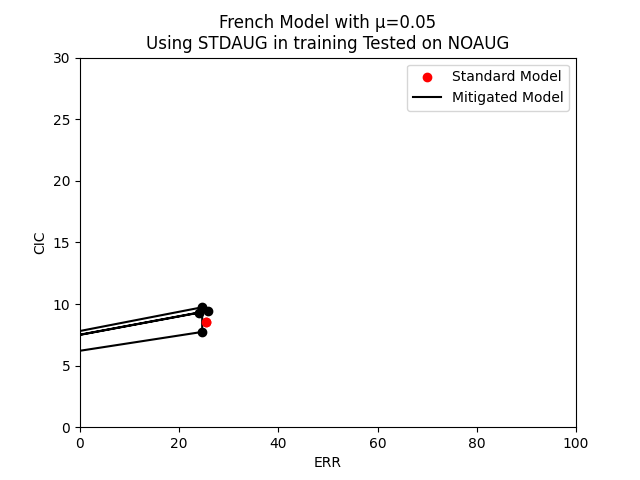 French Model with μ=0.05
Using STDAUG in training Tested on NOAUG
Standard Model
Mitigated Model
30
25
20
15
10
5
0
CIC
0 20 40 60 80 100
ERR